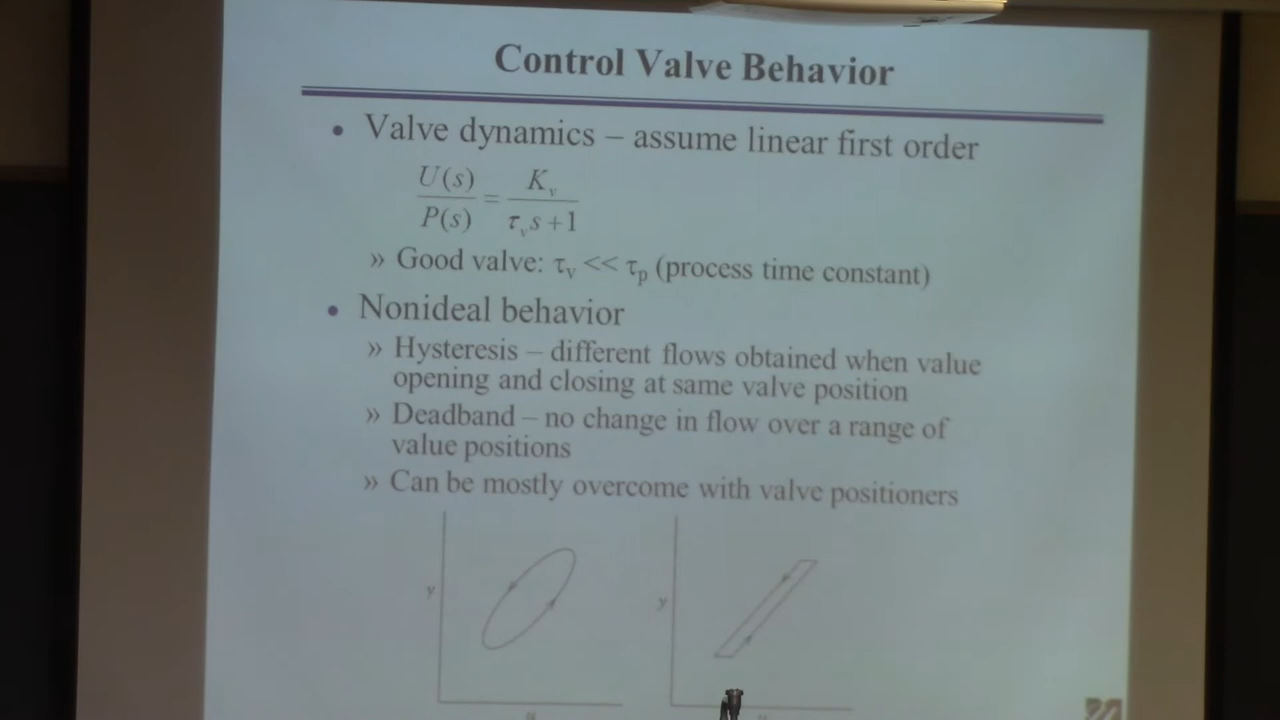 Control Valve Behavior
• Valve dynamics – assume linear first order
U(s) / P(s) = K_v / τ_v s + 1
» Good valve: τ_v << τ_p (process time constant)
• Nonideal behavior
» Hysteresis – different flows obtained when value
opening and closing at same valve position
» Deadband – no change in flow over a range of
value positions
» Can be mostly overcome with valve positioners
y
y